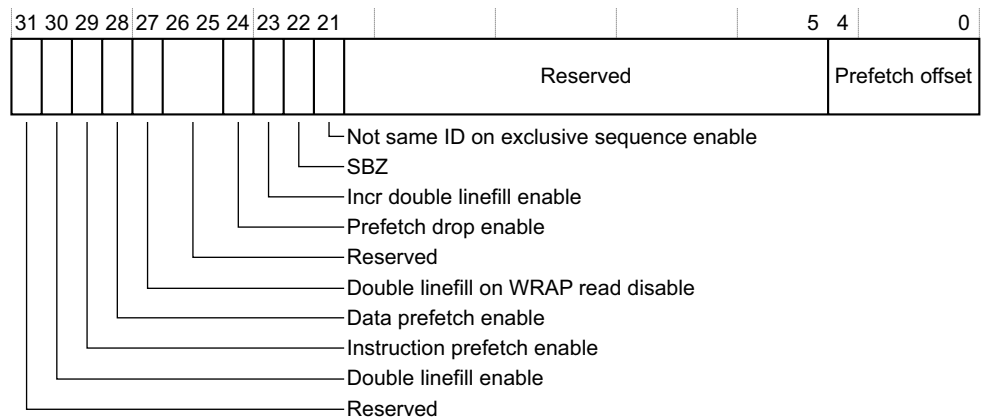 31 30 29 28 27 26 25 24 23 22 21 5 4 0
Reserved Prefetch offset
Not same ID on exclusive sequence enable
SBZ
Incr double linefill enable
Prefetch drop enable
Reserved
Double linefill on WRAP read disable
Data prefetch enable
Instruction prefetch enable
Double linefill enable
Reserved